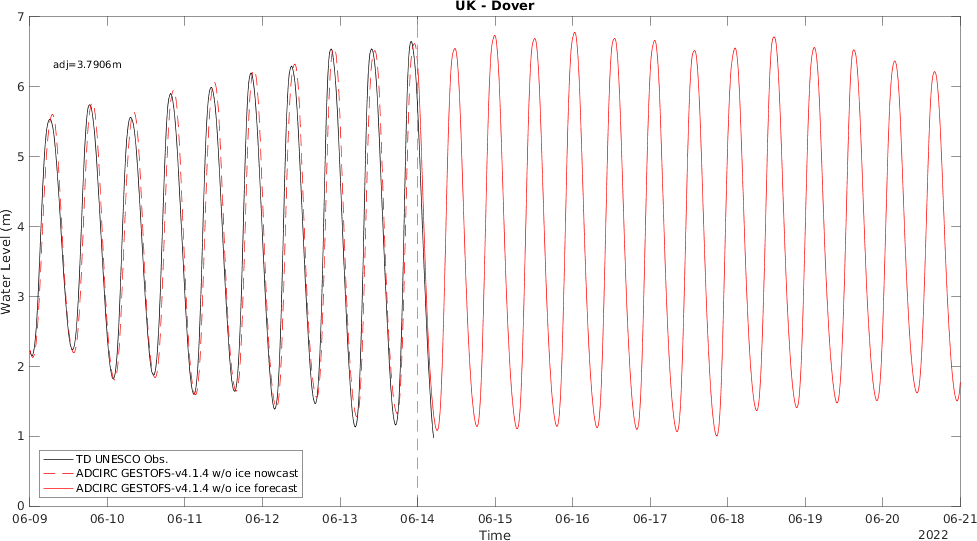 UK - Dover
7
adj=3.7906m
6
5
4
Water Level (m)
3
2
1
TD UNESCO Obs.
ADCIRC GESTOFS-v4.1.4 w/o ice nowcast
ADCIRC GESTOFS-v4.1.4 w/o ice forecast
0
06-09 06-10 06-11 06-12 06-13 06-14 06-15 06-16 06-17 06-18 06-19 06-20 06-21
Time
2022